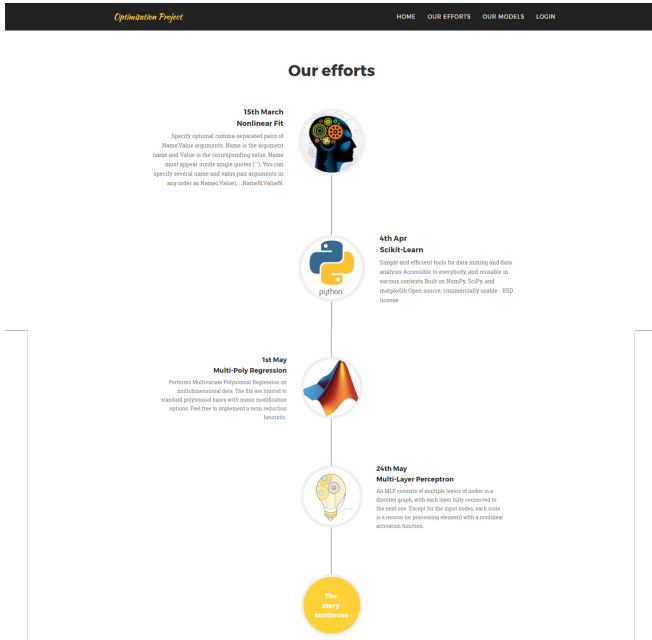 Optimization Project
HOME OUR EFFORTS OUR MODELS LOGIN
Our efforts
15th March
Nonlinear Fit
Specify optional comma-separated pairs of
Name,Value arguments. Name is the argument
name and Value is the corresponding value. Name
must appear inside single quotes (' '). You can
specify several name and value pair arguments in
any order as Name1,Value1,...,NameN,ValueN.
4th Apr
Scikit-Learn
Simple and efficient tools for data mining and data
analysis Accessible to everybody, and reusable in
various contexts Built on NumPy, SciPy, and
matplotlib Open source, commercially usable - BSD
license
python
1st May
Multi-Poly Regression
Performs Multivariate Polynomial Regression on
multidimensional data. The fits are limited to
standard polynomial bases with minor modification
options. Feel free to implement a term reduction
heuristic.
24th May
Multi-Layer Perceptron
An MLP consists of multiple layers of nodes in a
directed graph, with each layer fully connected to
the next one. Except for the input nodes, each node
is a neuron (or processing element) with a nonlinear
activation function.
The
story
continues